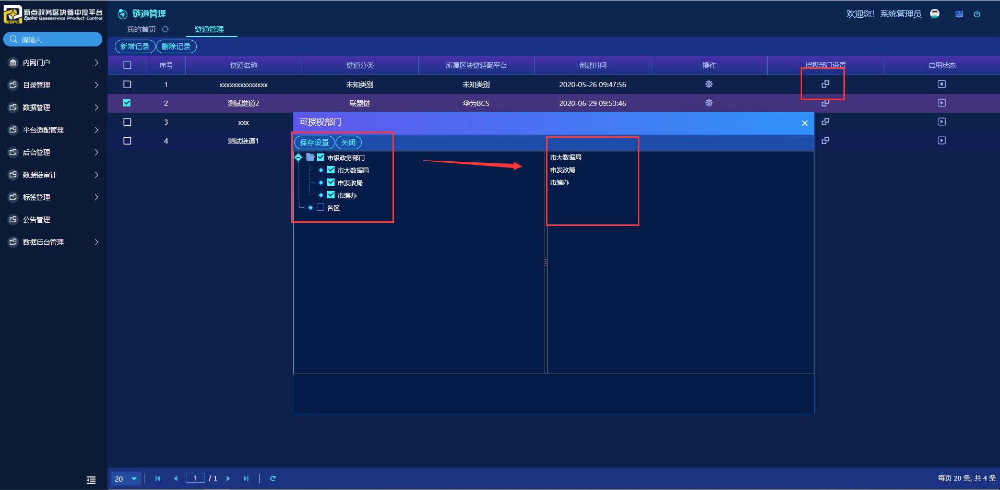 新点政务区块链中控平台
Epoint Baseservice Product Control
EBPC
链道管理
欢迎您！系统管理员
我的首页
链道管理
请输入
新增记录
删除记录
内网门户
目录管理
数据管理
平台适配管理
后台管理
数据链审计
标签管理
公告管理
数据后台管理
序号 链道名称 链道分类 所属区块链适配平台 创建时间 操作 授权部门设置 启用状态
1 xxxxxxxxxxxxxx 未知类别 未知类别 2020-05-26 09:47:56
2 测试链道2 联盟链 华为BCS 2020-06-29 09:53:46
3 xxx
4 测试链道1
可授权部门
保存设置 关闭
市级政务部门
市大数据局
市发改局
市编办
各区
市大数据局
市发改局
市编办
20 1 / 1
每页 20 条, 共 4 条